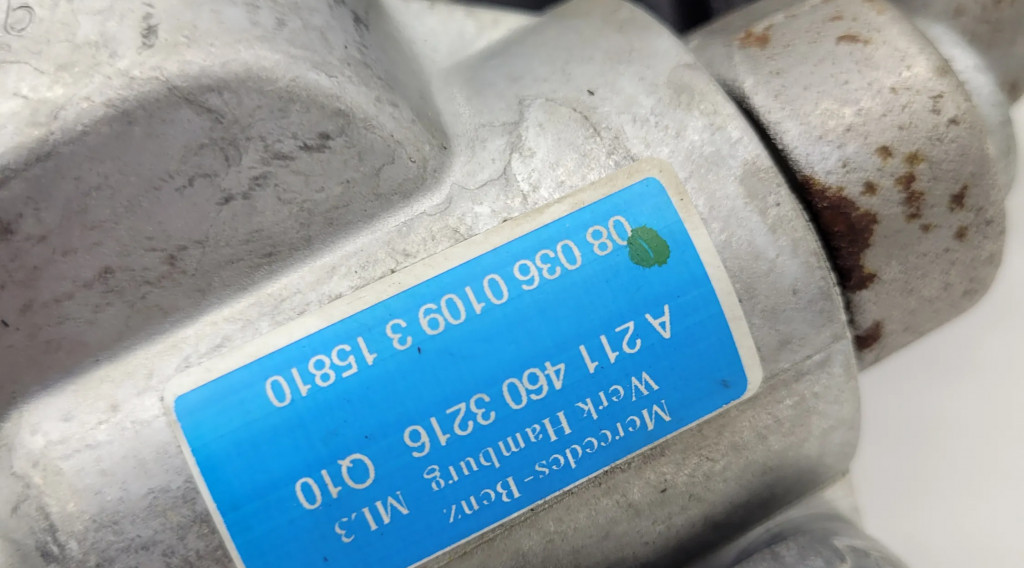 Mercedes-Benz
Werk Hamburg ML3
A 211 460 3216 Q10
08 036 0109 3 15810